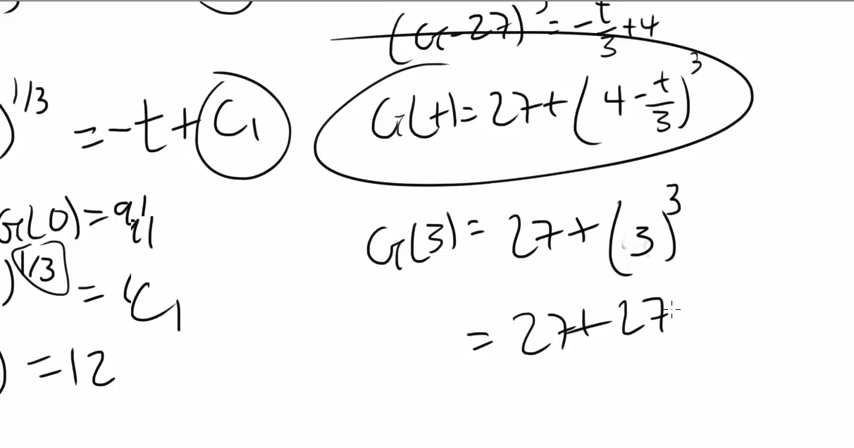 (G-27)^{1/3} = -t/3 + 4
)^{1/3} = -t + C₁
G(t) = 27 + (4 - t/3)^3
G(0) = 91
G(3) = 27 + (3)^3
)^{1/3} = C₁
= 27 + 27
) = 12